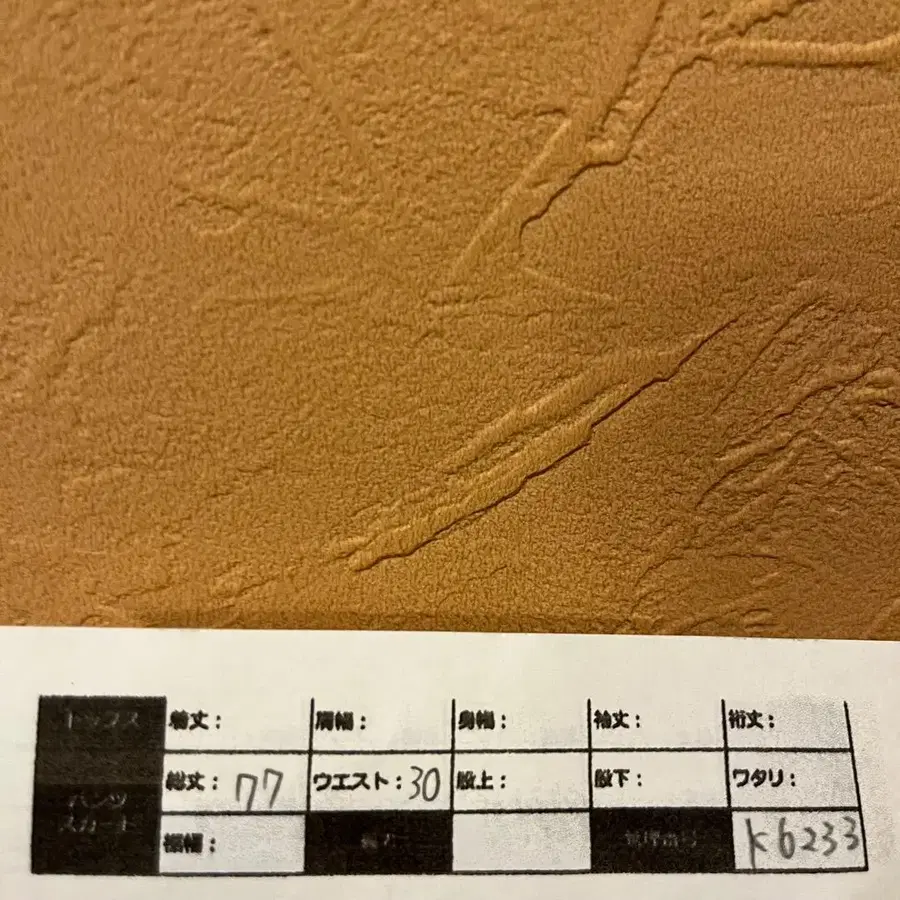 トップス 着丈: 肩幅: 身幅: 袖丈: 裄丈:
パンツ 総丈: 77 ウエスト: 30 股上: 股下: ワタリ:
スカート 裾幅: 管理番号 k6233